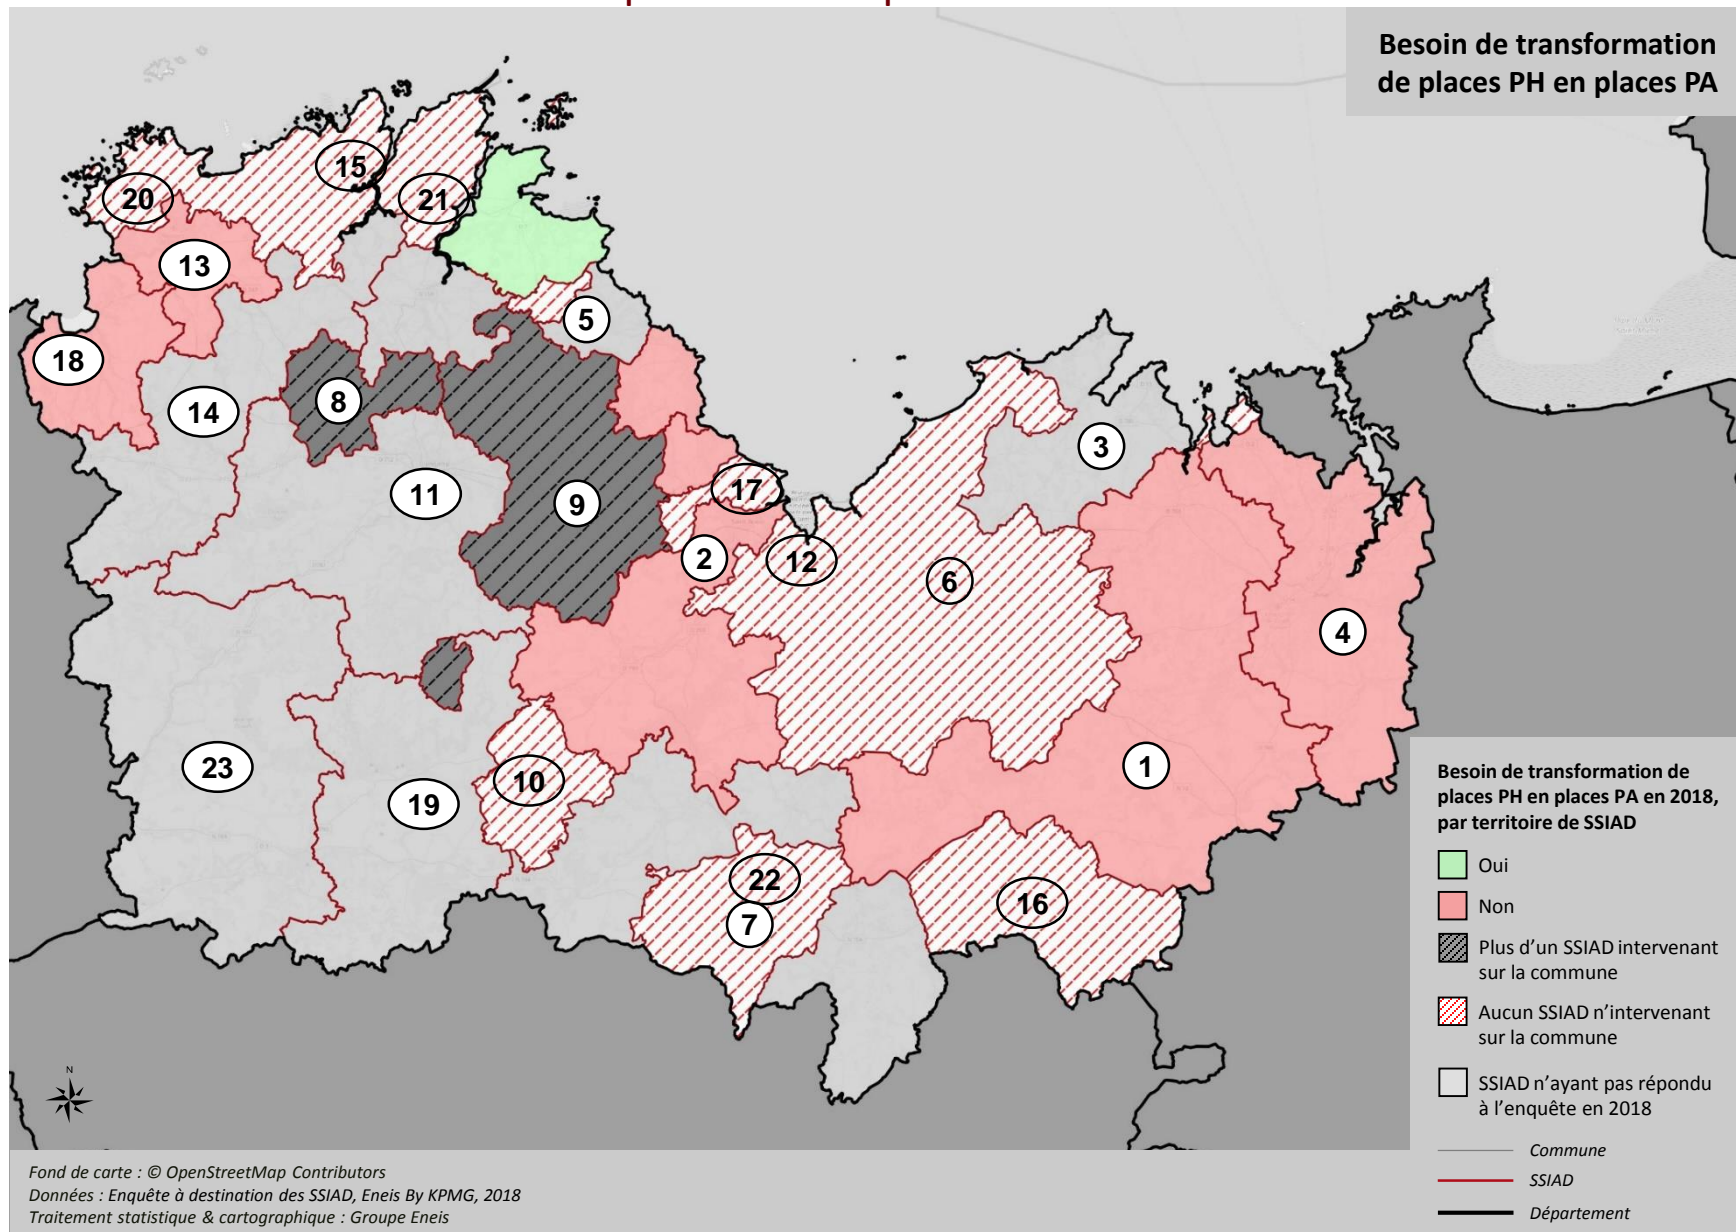 Besoin de transformation
de places PH en places PA
15
20
21
13
5
18
8
14
3
11
17
9
2
12
6
4
23
10
1
19
22
16
7
Besoin de transformation de
places PH en places PA en 2018,
par territoire de SSIAD
Oui
Non
Plus d'un SSIAD intervenant
sur la commune
Aucun SSIAD n'intervenant
sur la commune
SSIAD n'ayant pas répondu
à l'enquête en 2018
Commune
SSIAD
Département
N
Fond de carte : © OpenStreetMap Contributors
Données : Enquête à destination des SSIAD, Eneis By KPMG, 2018
Traitement statistique & cartographique : Groupe Eneis